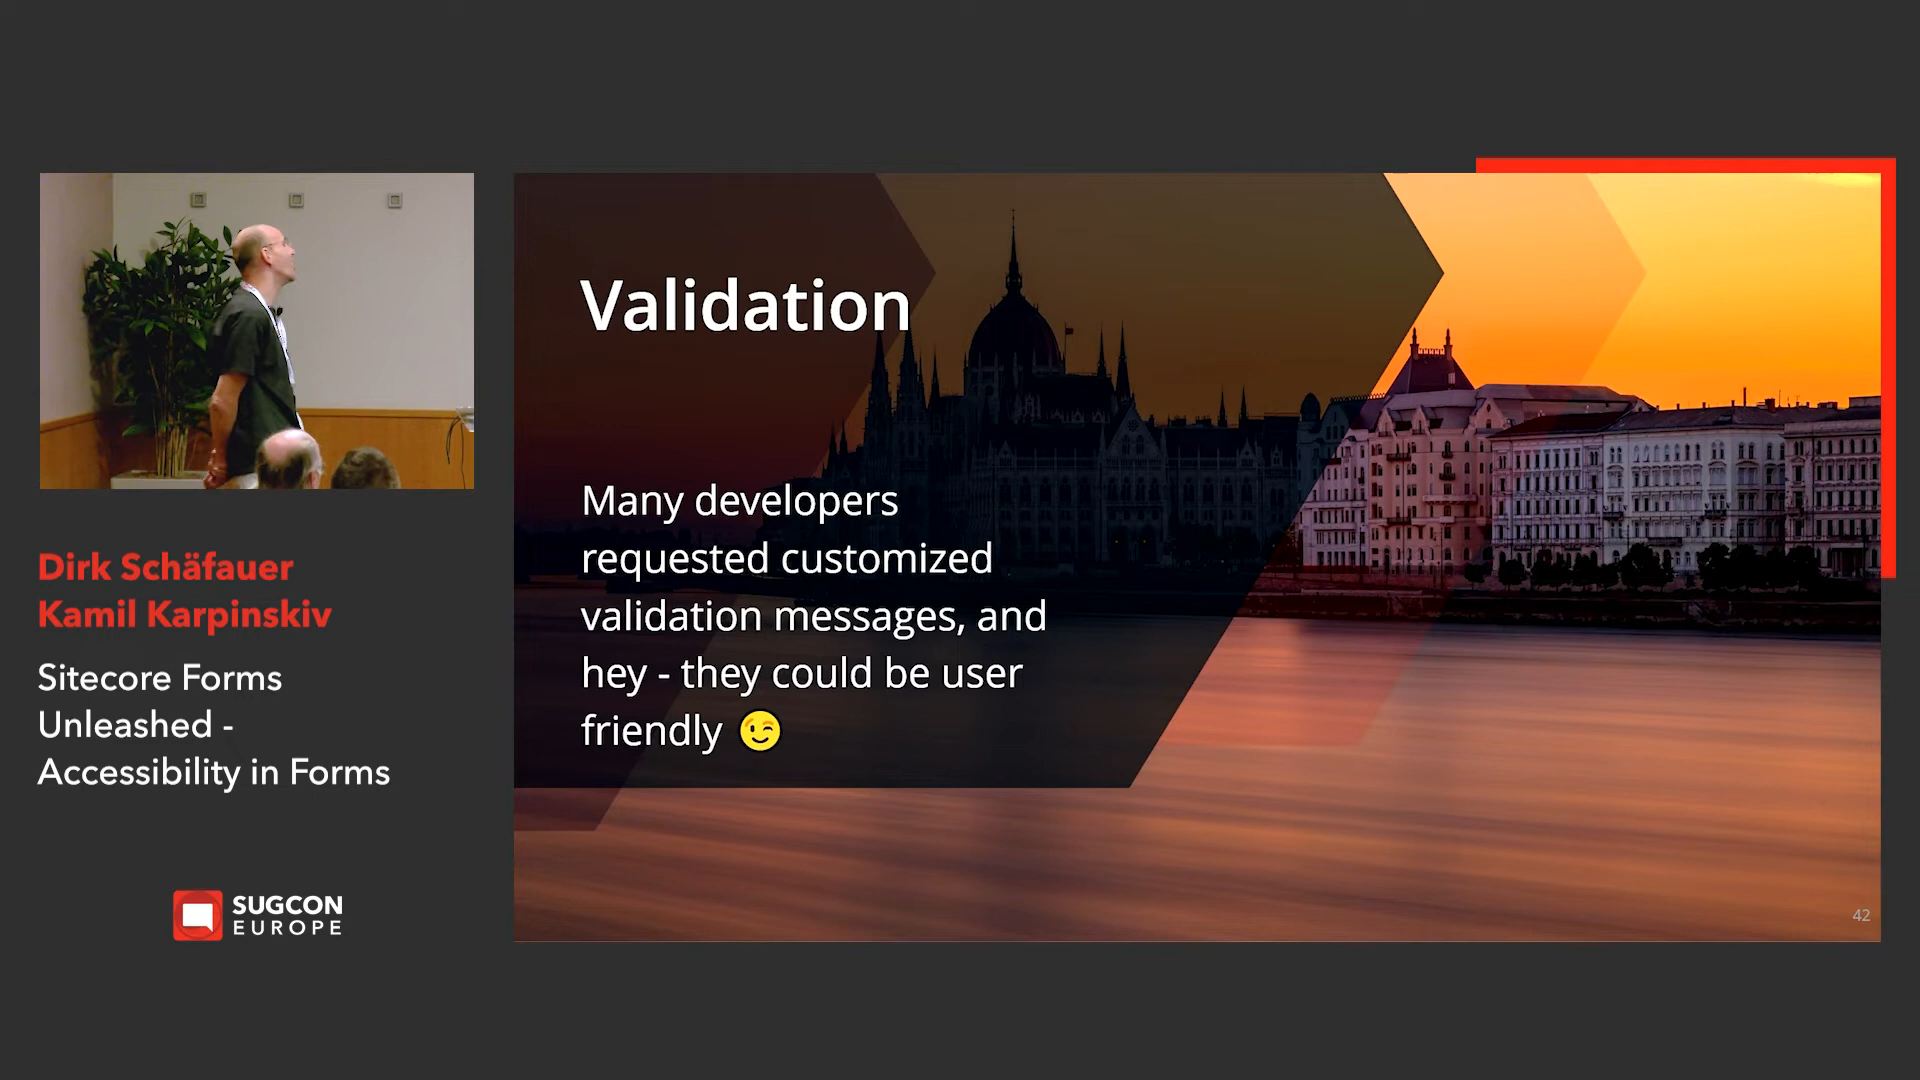 Dirk Schäfauer
Kamil Karpinskiv
Sitecore Forms
Unleashed -
Accessibility in Forms
SUGCON
EUROPE
Validation
Many developers
requested customized
validation messages, and
hey - they could be user
friendly 😉
42